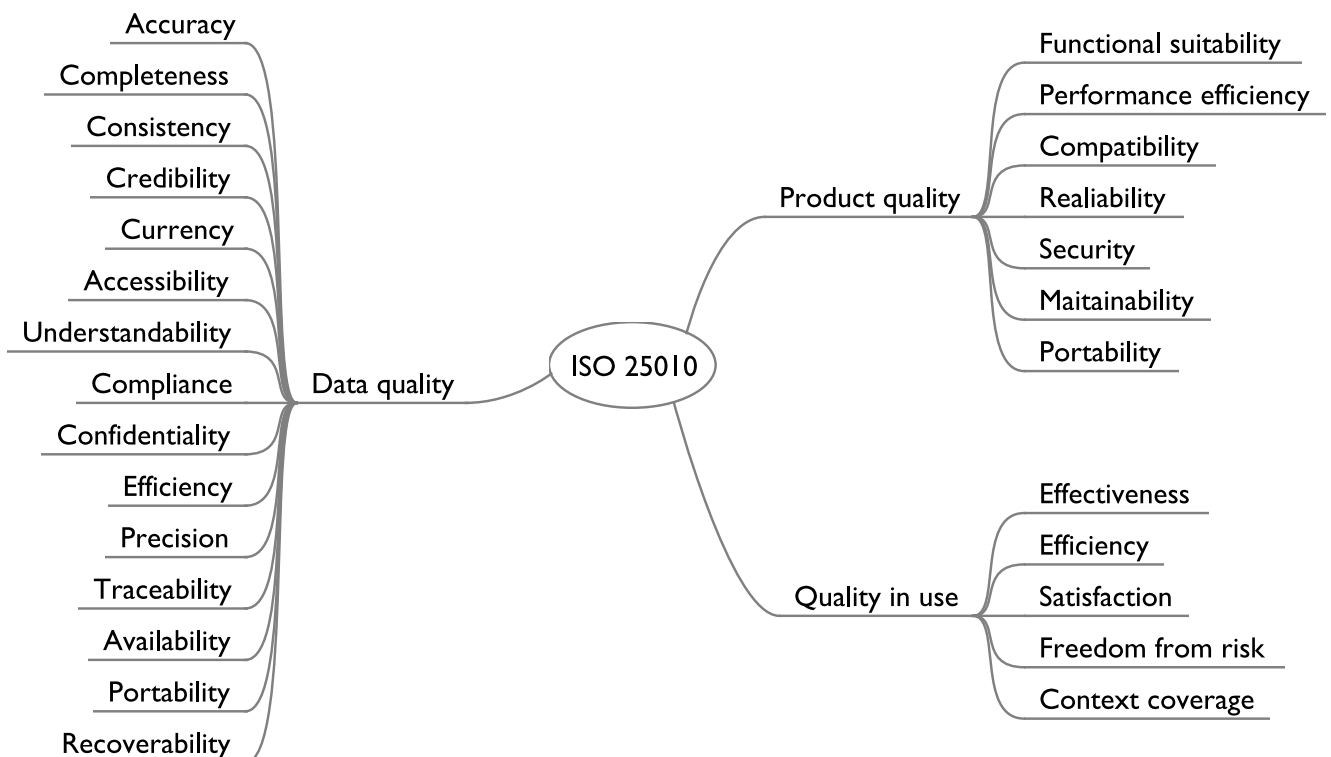 Accuracy
Completeness
Consistency
Credibility
Currency
Accessibility
Understandability
Compliance
Confidentiality
Efficiency
Precision
Traceability
Availability
Portability
Recoverability
Data quality
ISO 25010
Product quality
Functional suitability
Performance efficiency
Compatibility
Realiability
Security
Maitainability
Portability
Quality in use
Effectiveness
Efficiency
Satisfaction
Freedom from risk
Context coverage